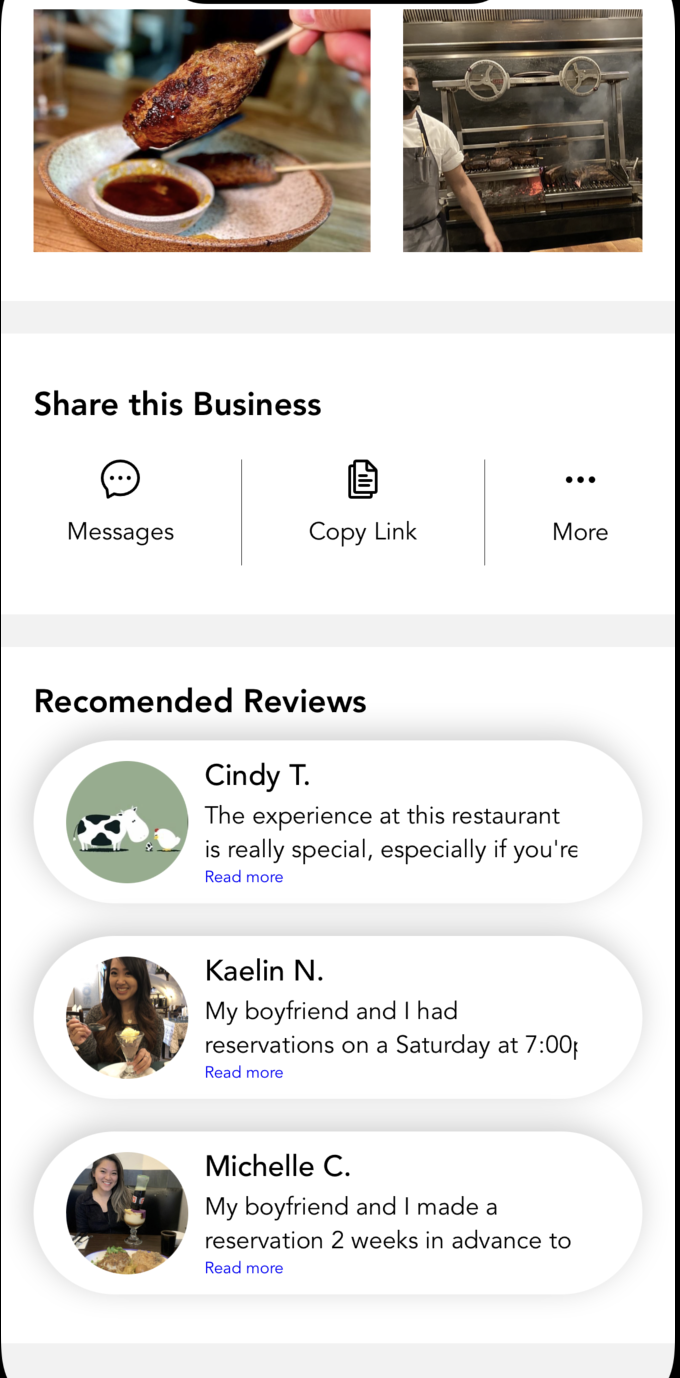 Share this Business
Messages
Copy Link
More
Recomended Reviews
Cindy T.
The experience at this restaurant
is really special, especially if you're
Read more
Kaelin N.
My boyfriend and I had
reservations on a Saturday at 7:00p
Read more
Michelle C.
My boyfriend and I made a
reservation 2 weeks in advance to
Read more